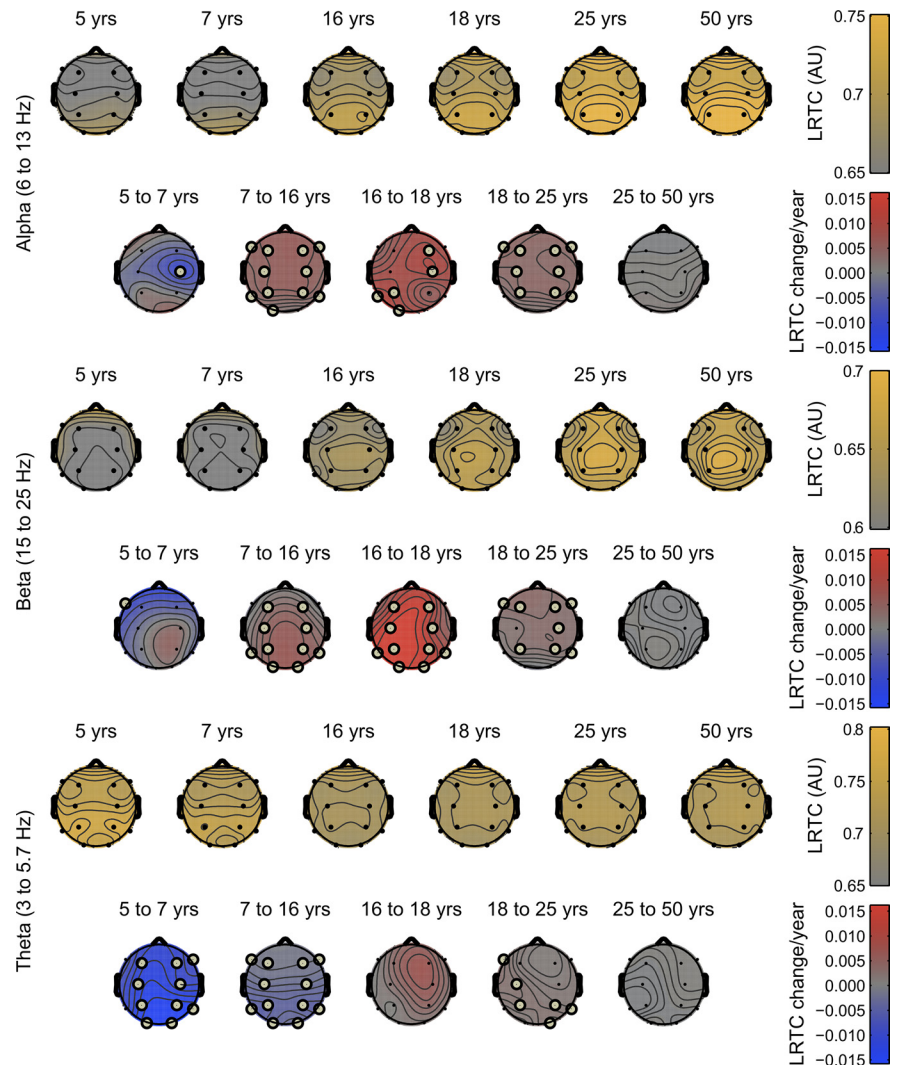 5 yrs 7 yrs 16 yrs 18 yrs 25 yrs 50 yrs
0.75
0.7
0.65
LRTC (AU)
Alpha (6 to 13 Hz)
5 to 7 yrs 7 to 16 yrs 16 to 18 yrs 18 to 25 yrs 25 to 50 yrs
0.015
0.010
0.005
0.000
−0.005
−0.010
−0.015
LRTC change/year
5 yrs 7 yrs 16 yrs 18 yrs 25 yrs 50 yrs
0.7
0.65
0.6
LRTC (AU)
Beta (15 to 25 Hz)
5 to 7 yrs 7 to 16 yrs 16 to 18 yrs 18 to 25 yrs 25 to 50 yrs
0.015
0.010
0.005
0.000
−0.005
−0.010
−0.015
LRTC change/year
5 yrs 7 yrs 16 yrs 18 yrs 25 yrs 50 yrs
0.8
0.75
0.7
0.65
LRTC (AU)
Theta (3 to 5.7 Hz)
5 to 7 yrs 7 to 16 yrs 16 to 18 yrs 18 to 25 yrs 25 to 50 yrs
0.015
0.010
0.005
0.000
−0.005
−0.010
−0.015
LRTC change/year